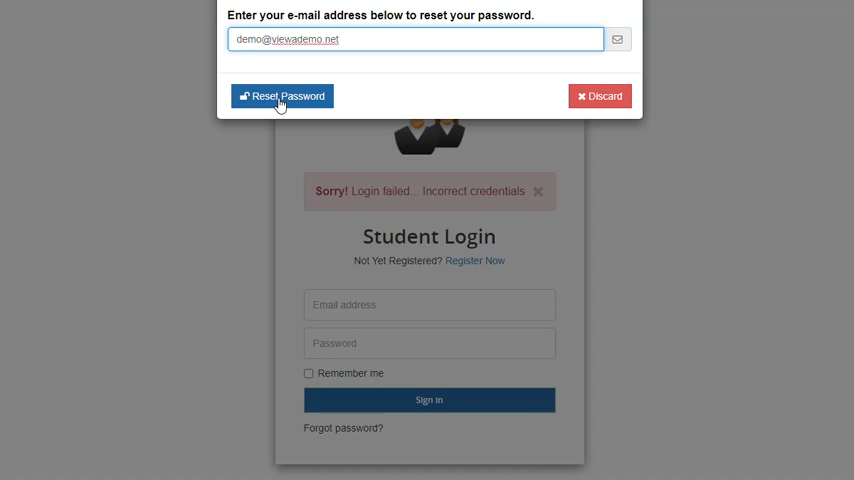 Enter your e-mail address below to reset your password.
demo@viewademo.net
Reset Password
Discard
Sorry! Login failed... Incorrect credentials
Student Login
Not Yet Registered? Register Now
Email address
Password
Remember me
Sign in
Forgot password?